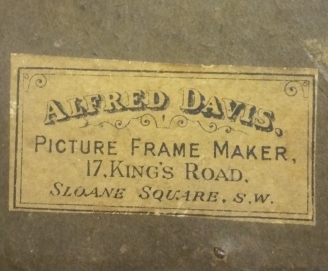 ALFRED DAVIS,
PICTURE FRAME MAKER,
17, KING'S ROAD,
SLOANE SQUARE, S.W.